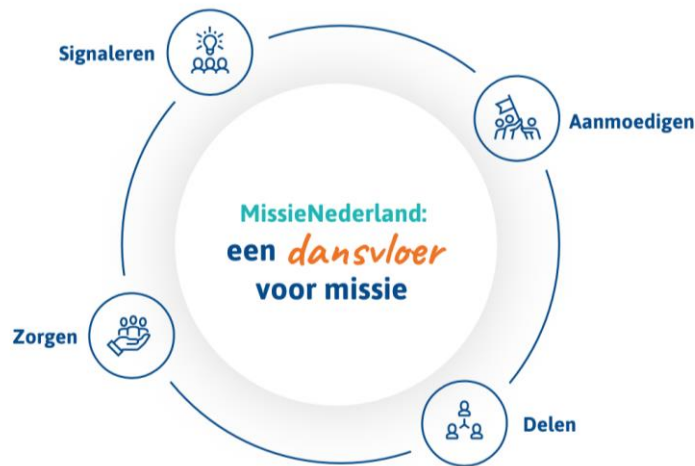 Signaleren
Aanmoedigen
MissieNederland:
een dansvloer
voor missie
Zorgen
Delen